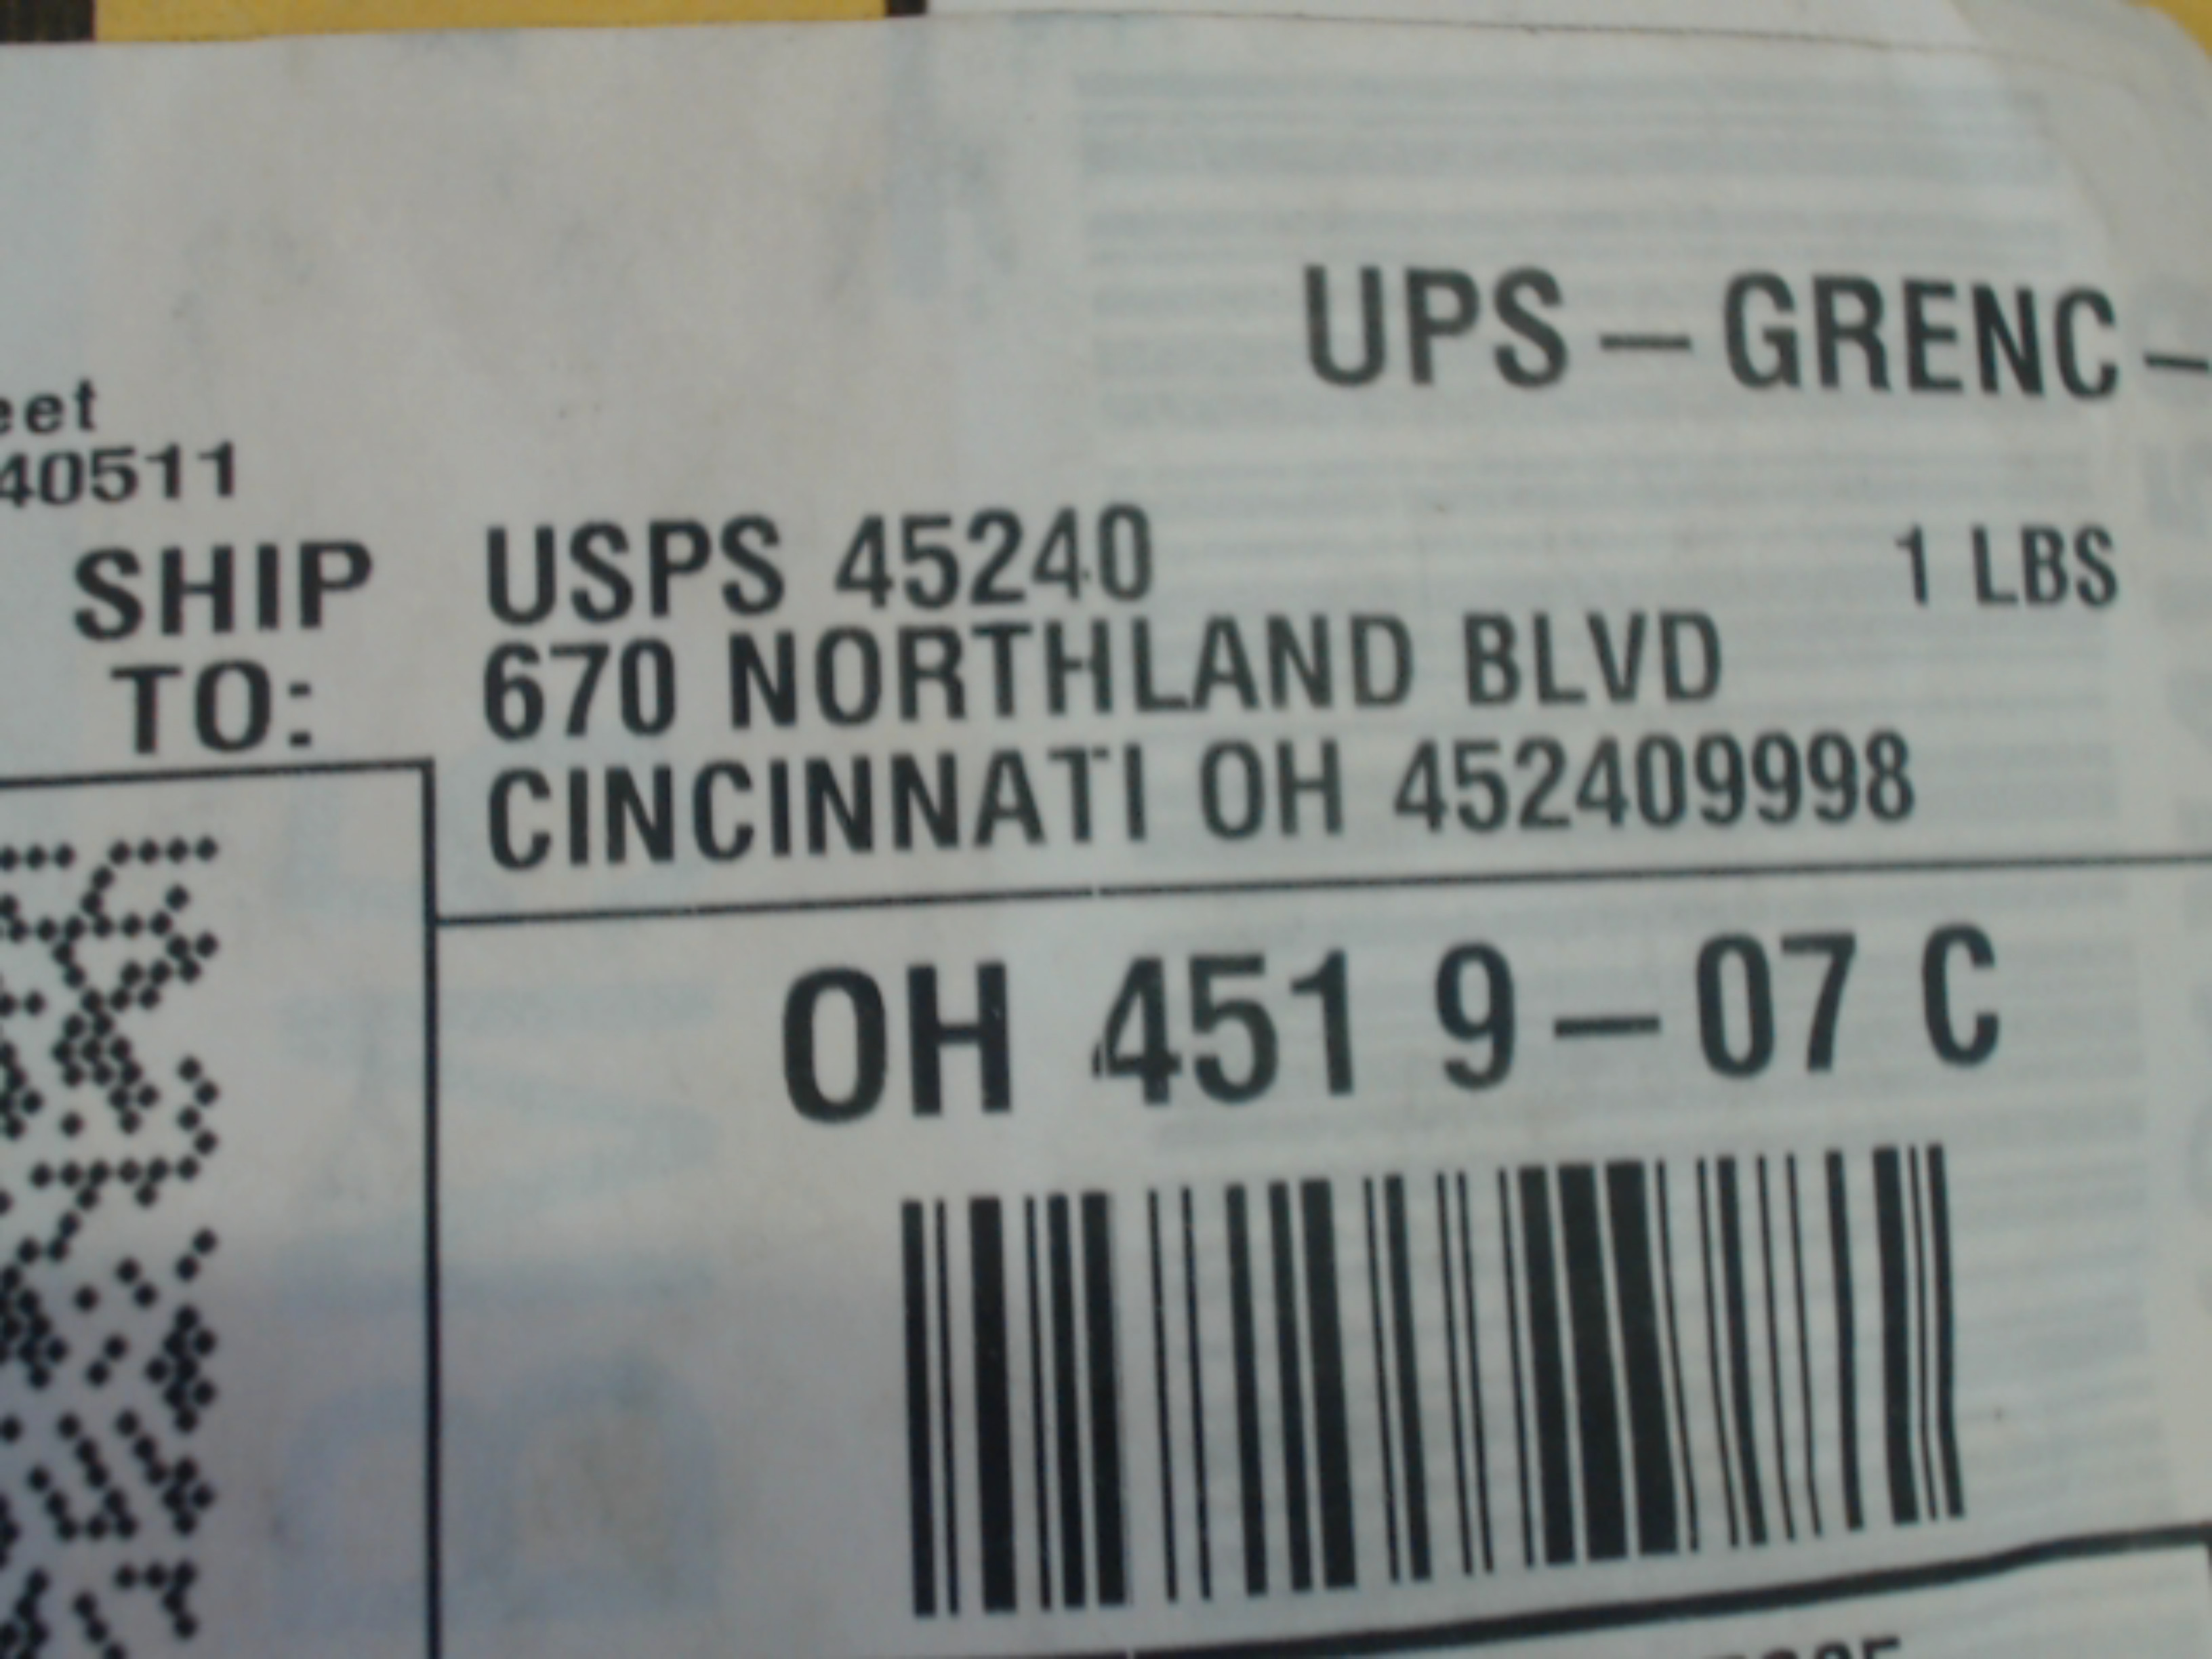 UPS – GRENC –
eet
40511
SHIP TO:
USPS 45240
1 LBS
670 NORTHLAND BLVD
CINCINNATI OH 452409998
OH 451 9–07 C